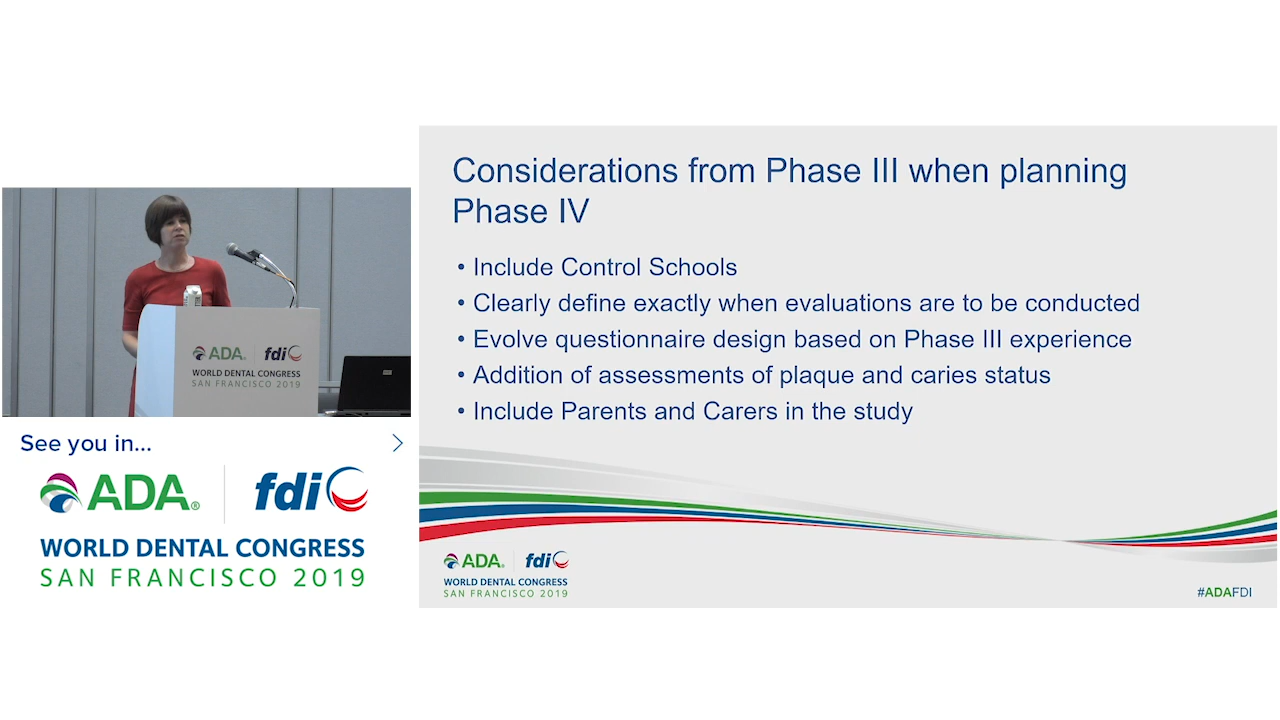 Considerations from Phase III when planning
Phase IV
• Include Control Schools
• Clearly define exactly when evaluations are to be conducted
• Evolve questionnaire design based on Phase III experience
• Addition of assessments of plaque and caries status
• Include Parents and Carers in the study
ADA. fdi
WORLD DENTAL CONGRESS
SAN FRANCISCO 2019
#ADAFDI
ADA. fdi
WORLD DENTAL CONGRESS
SAN FRANCISCO 2019
See you in...
ADA.® fdi
WORLD DENTAL CONGRESS
SAN FRANCISCO 2019